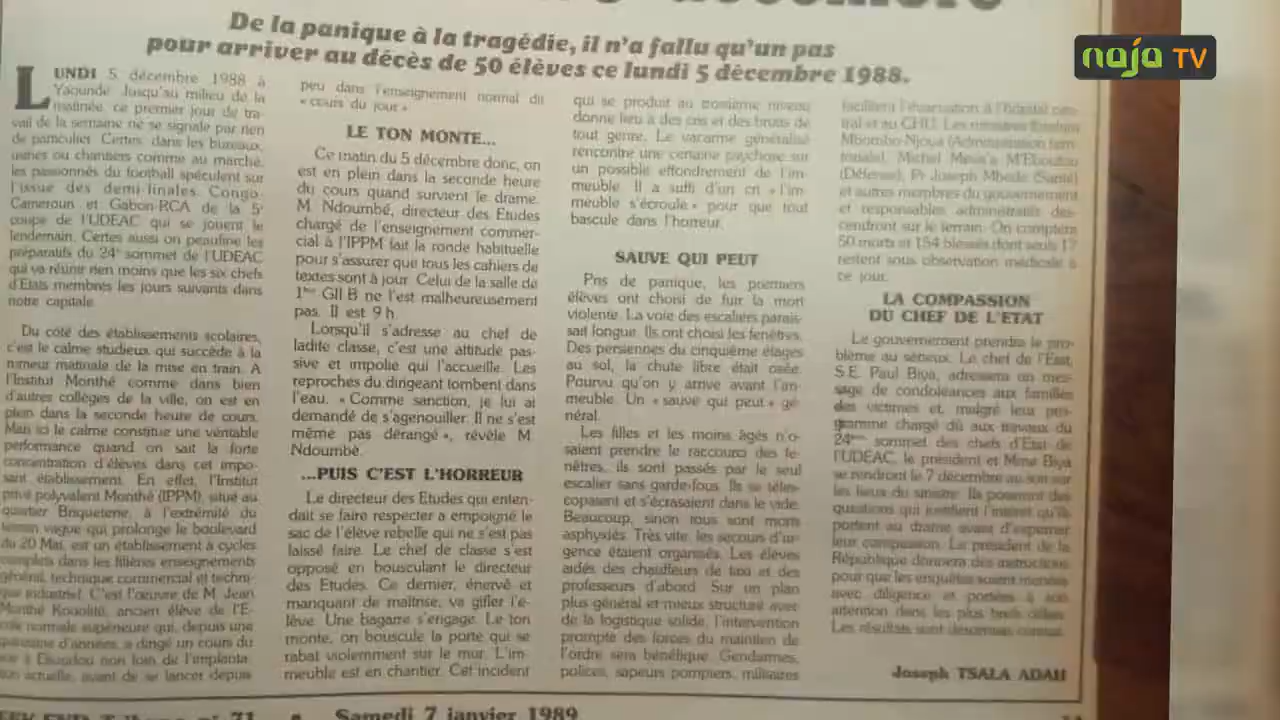 De la panique à la tragédie, il n'a fallu qu'un pas
pour arriver au décès de 50 élèves ce lundi 5 décembre 1988.
naja TV
LUNDI 5 décembre 1988 à
Yaoundé. Jusqu'au milieu de la
matinée, ce premier jour de tra-
vail de la semaine ne se signale par rien
de particulier. Certes, dans les bureaux,
usines ou chantiers comme au marché,
les passionnés du football spéculent sur
l'issue des demi-finales Congo-
Cameroun et Gabon-RCA de la 5e
coupe de l'UDEAC qui se jouent le
lendemain. Certes aussi on peaufine les
préparatifs du 24e sommet de l'UDEAC
qui va réunir rien moins que les six chefs
d'Etats membres les jours suivants dans
notre capitale.
Du coté des établissements scolaires,
c'est le calme studieux qui succède à la
rumeur matinale de la mise en train. A
l'Institut Monthé comme dans bien
d'autres collèges de la ville, on est en
plein dans la seconde heure de cours.
Mais ici le calme constitue une véritable
performance quand on sait la forte
concentration d'élèves dans cet impo-
sant établissement. En effet, l'Institut
privé polyvalent Monthé (IPPM), situé au
quartier Briqueterie, à l'extrémité du
terrain vague qui prolonge le boulevard
du 20 Mai, est un établissement à cycles
complets dans les filières enseignements
général, technique commercial et techni-
que industriel. C'est l'œuvre de M. Jean
Monthé ancien élève de l'E-
cole normale supérieure qui, depuis une
quinzaine d'années, a dirigé un cours du
soir à non loin de l'implanta-
tion actuelle, avant de se lancer depuis
peu dans l'enseignement normal dit
« cours du jour »
LE TON MONTE...
Ce matin du 5 décembre donc, on
est en plein dans la seconde heure
du cours quand survient le drame.
M. Ndoumbé, directeur des Etudes
chargé de l'enseignement commer-
cial à l'IPPM fait la ronde habituelle
pour s'assurer que tous les cahiers de
textes sont à jour. Celui de la salle de
1ère GII B ne l'est malheureusement
pas. Il est 9 h.
Lorsqu'il s'adresse au chef de
ladite classe, c'est une altitude pas-
sive et impolie qui l'accueille. Les
reproches du dirigeant tombent dans
l'eau. « Comme sanction, je lui ai
demandé de s'agenouiller. Il ne s'est
même pas dérangé », révèle M.
Ndoumbé.
...PUIS C'EST L'HORREUR
Le directeur des Etudes qui enten-
dait se faire respecter a empoigné le
sac de l'élève rebelle qui ne s'est pas
laissé faire. Le chef de classe s'est
opposé en bousculant le directeur
des Etudes. Ce dernier, énervé et
manquant de maîtrise, va gifler l'é-
lève. Une bagarre s'engage. Le ton
monte, on bouscule la porte qui se
rabat violemment sur le mur. L'im-
meuble est en chantier. Cet incident
qui se produit au troisième niveau
donne lieu à des cris et des bruits de
tout genre. Le vacarme généralisé
rencontre une certaine psychose sur
un possible effondrement de l'im-
meuble. Il a suffi d'un cri « l'im-
meuble s'écroule » pour que tout
bascule dans l'horreur.
SAUVE QUI PEUT
Pris de panique, les premiers
élèves ont choisi de fuir la mort
violente. La voie des escaliers parais-
sait longue. Ils ont choisi les fenêtres.
Des persiennes du cinquième étages
au sol, la chute libre était osée.
Pourvu qu'on y arrive avant l'im-
meuble. Un « sauve qui peut » gé-
néral.
Les filles et les moins âgés n'o-
saient prendre le raccourci des fe-
nêtres, ils sont passés par le seul
escalier sans garde-fous. Ils se téles-
copaient et s'écrasaient dans le vide.
Beaucoup, sinon tous sont morts
asphyxiés. Très vite, les secours d'ur-
gence étaient organisés. Les élèves
aidés des chauffeurs de taxi et des
professeurs d'abord. Sur un plan
plus général et mieux structuré avec
de la logistique solide, l'intervention
prompte des forces du maintien de
l'ordre sera bénéfique. Gendarmes,
polices, sapeurs pompiers, militaires
facilitent l'évacuation à l'hôpital cen-
tral et au CHU. Les ministres Ibrahim
Mbombo Njoya (Administration terri-
toriale), Michel Meva'a M'Eboutou
(Défense), Pr Joseph Mbede (Santé)
et autres membres du gouvernement
et responsables administratifs des-
cendront sur le terrain. On comptera
50 morts et 154 blessés dont seuls 17
restent sous observation médicale à
ce jour.
LA COMPASSION
DU CHEF DE L'ETAT
Le gouvernement prendra le pro-
blème au sérieux. Le chef de l'Etat,
S.E. Paul Biya, adressera un mes-
sage de condoléances aux familles
des victimes et, malgré leur pro-
gramme chargé dû aux travaux du
24ème sommet des chefs d'Etat de
l'UDEAC, le président et Mme Biya
se rendront le 7 décembre au soir sur
les lieux du sinistre. Ils poseront des
questions qui justifient l'intérêt qu'ils
portent au drame avant d'exprimer
leur compassion. Le président de la
République donnera des instructions
pour que les enquêtes soient menées
avec diligence et portées à son
attention dans les plus brefs délais.
Les résultats sont désormais connus.
Joseph TSALA ADAH
Samedi 7 janvier 1989